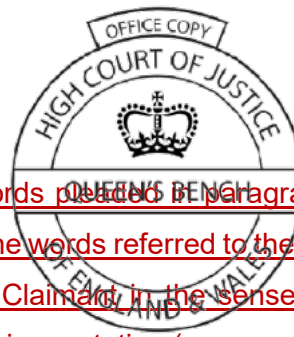 OFFICE COPY
HIGH COURT OF JUSTICE
QUEEN'S BENCH
OF ENGLAND & WALES
pleaded
paragra
he words referred to the
Claimant in the sense